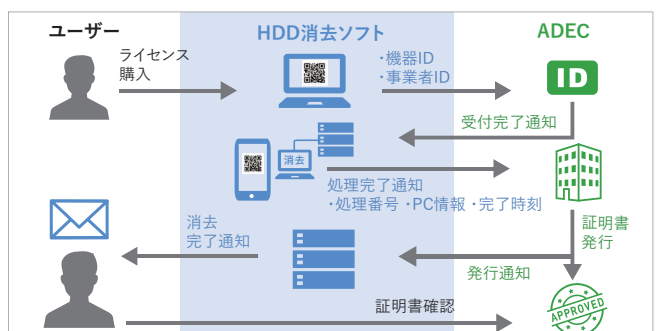 ユーザー
HDD消去ソフト
ADEC
ライセンス
購入
・機器ID
・事業者ID
ID
受付完了通知
消去
処理完了通知
・処理番号・PC情報・完了時刻
消去
完了通知
証明書
発行
発行通知
証明書確認
APPROVED